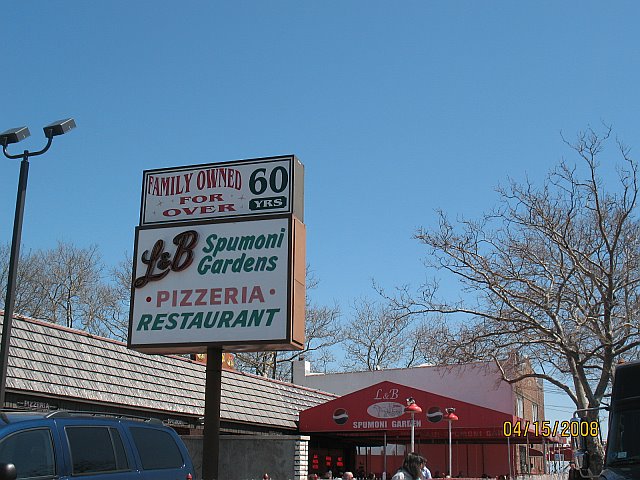 FAMILY OWNED
FOR
OVER
60
YRS
L&B Spumoni
Gardens
• PIZZERIA •
RESTAURANT
L&B
SPUMONI GARDEN
04/15/2008